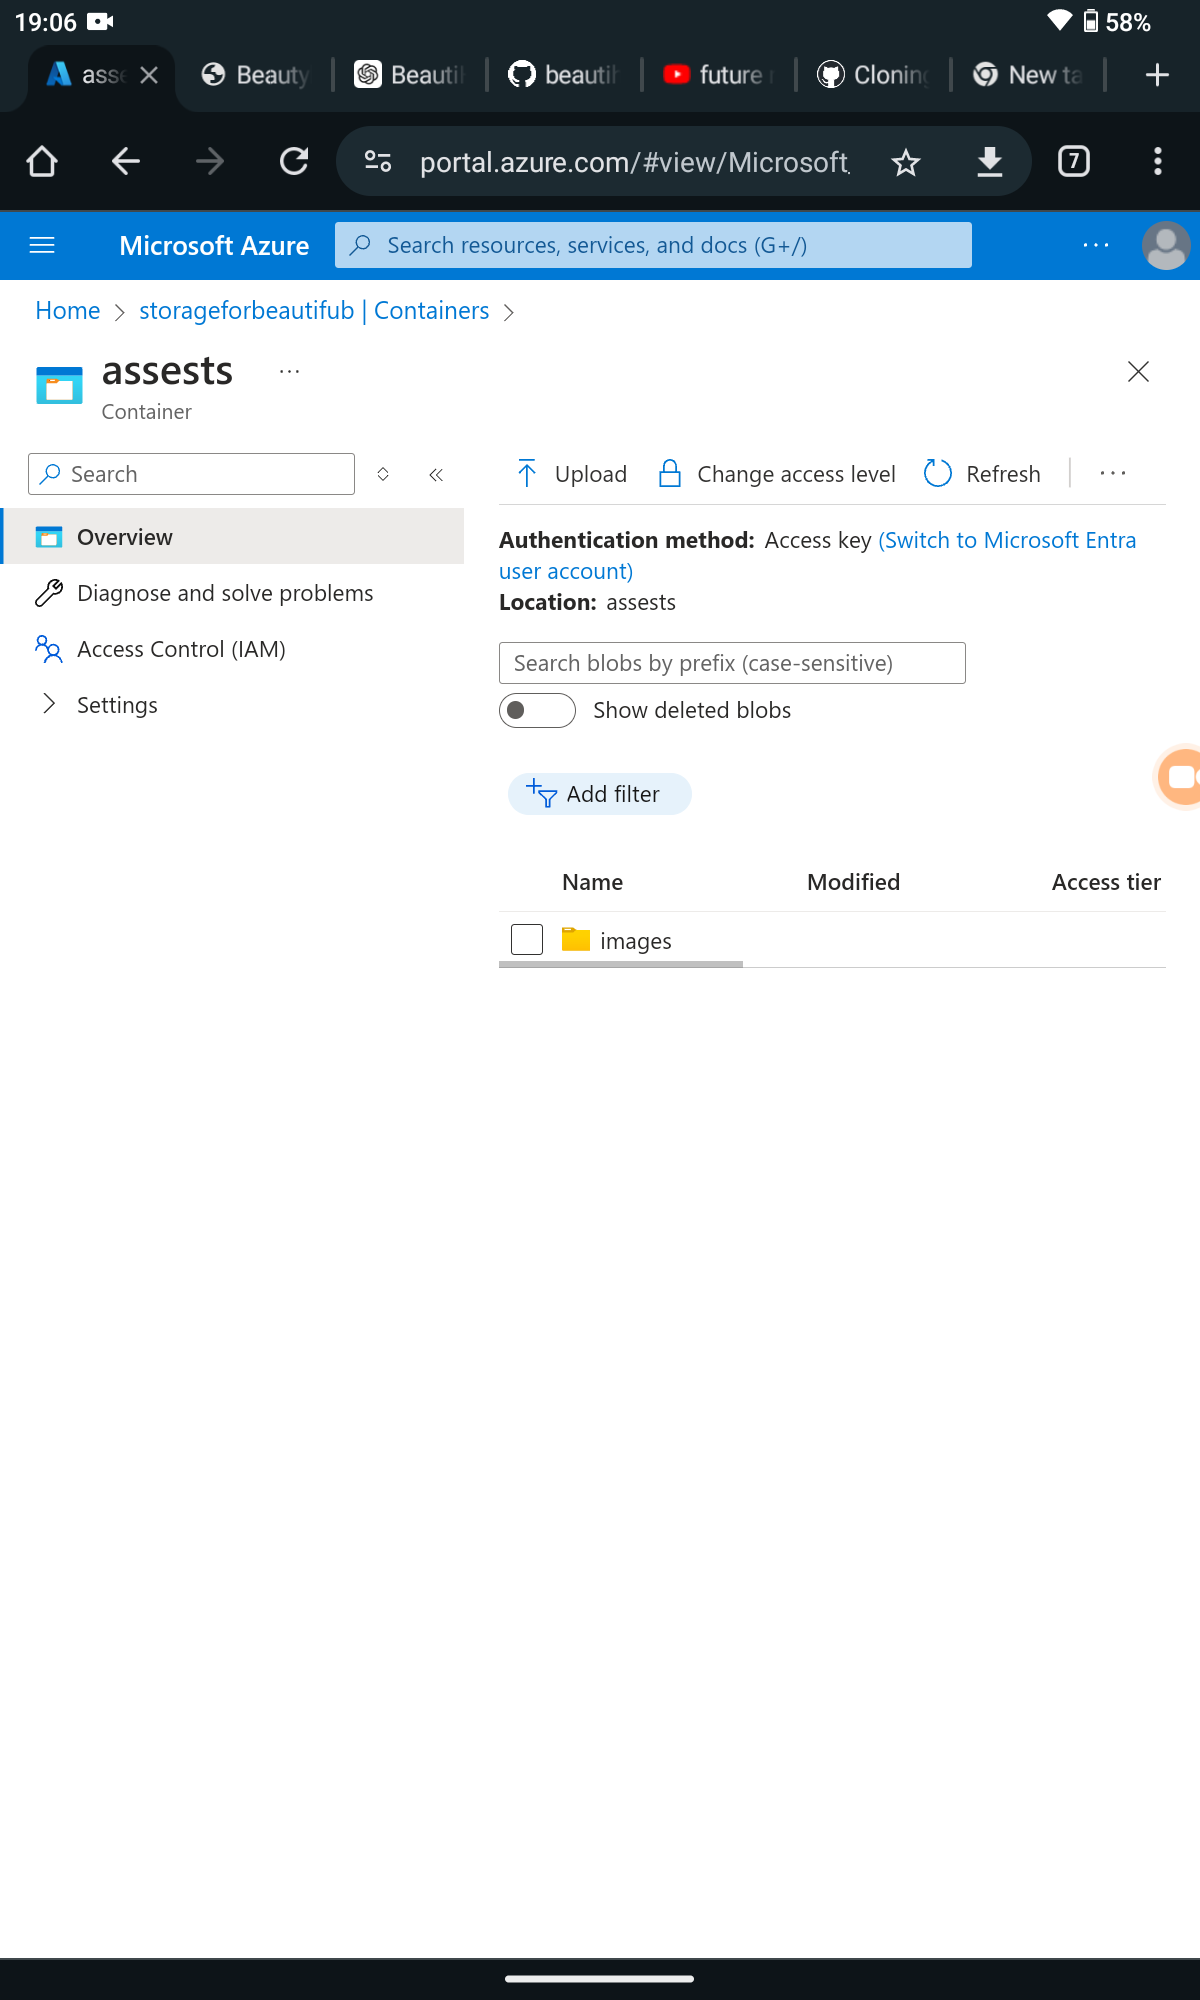 19:06 58%
asse Beauty Beautif beautif future Cloning New ta
portal.azure.com/#view/Microsoft 7
Microsoft Azure Search resources, services, and docs (G+/) ...
Home > storageforbeautifub | Containers >
assests ...
Container
Search
Upload Change access level Refresh ...
Overview
Diagnose and solve problems
Access Control (IAM)
Settings
Authentication method: Access key (Switch to Microsoft Entra
user account)
Location: assests
Search blobs by prefix (case-sensitive)
Show deleted blobs
Add filter
Name Modified Access tier
images